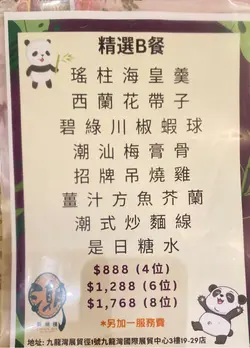 精選B餐
瑤柱海皇羹
西蘭花帶子
碧綠川椒蝦球
潮汕梅膏骨
招牌吊燒雞
薑汁方魚芥蘭
潮式炒麵線
是日糖水
$888 (4位)
$1,288 (6位)
$1,768 (8位)
*另加一服務費
地址: 九龍灣展貿徑1號九龍灣國際展貿中心3樓19-29店